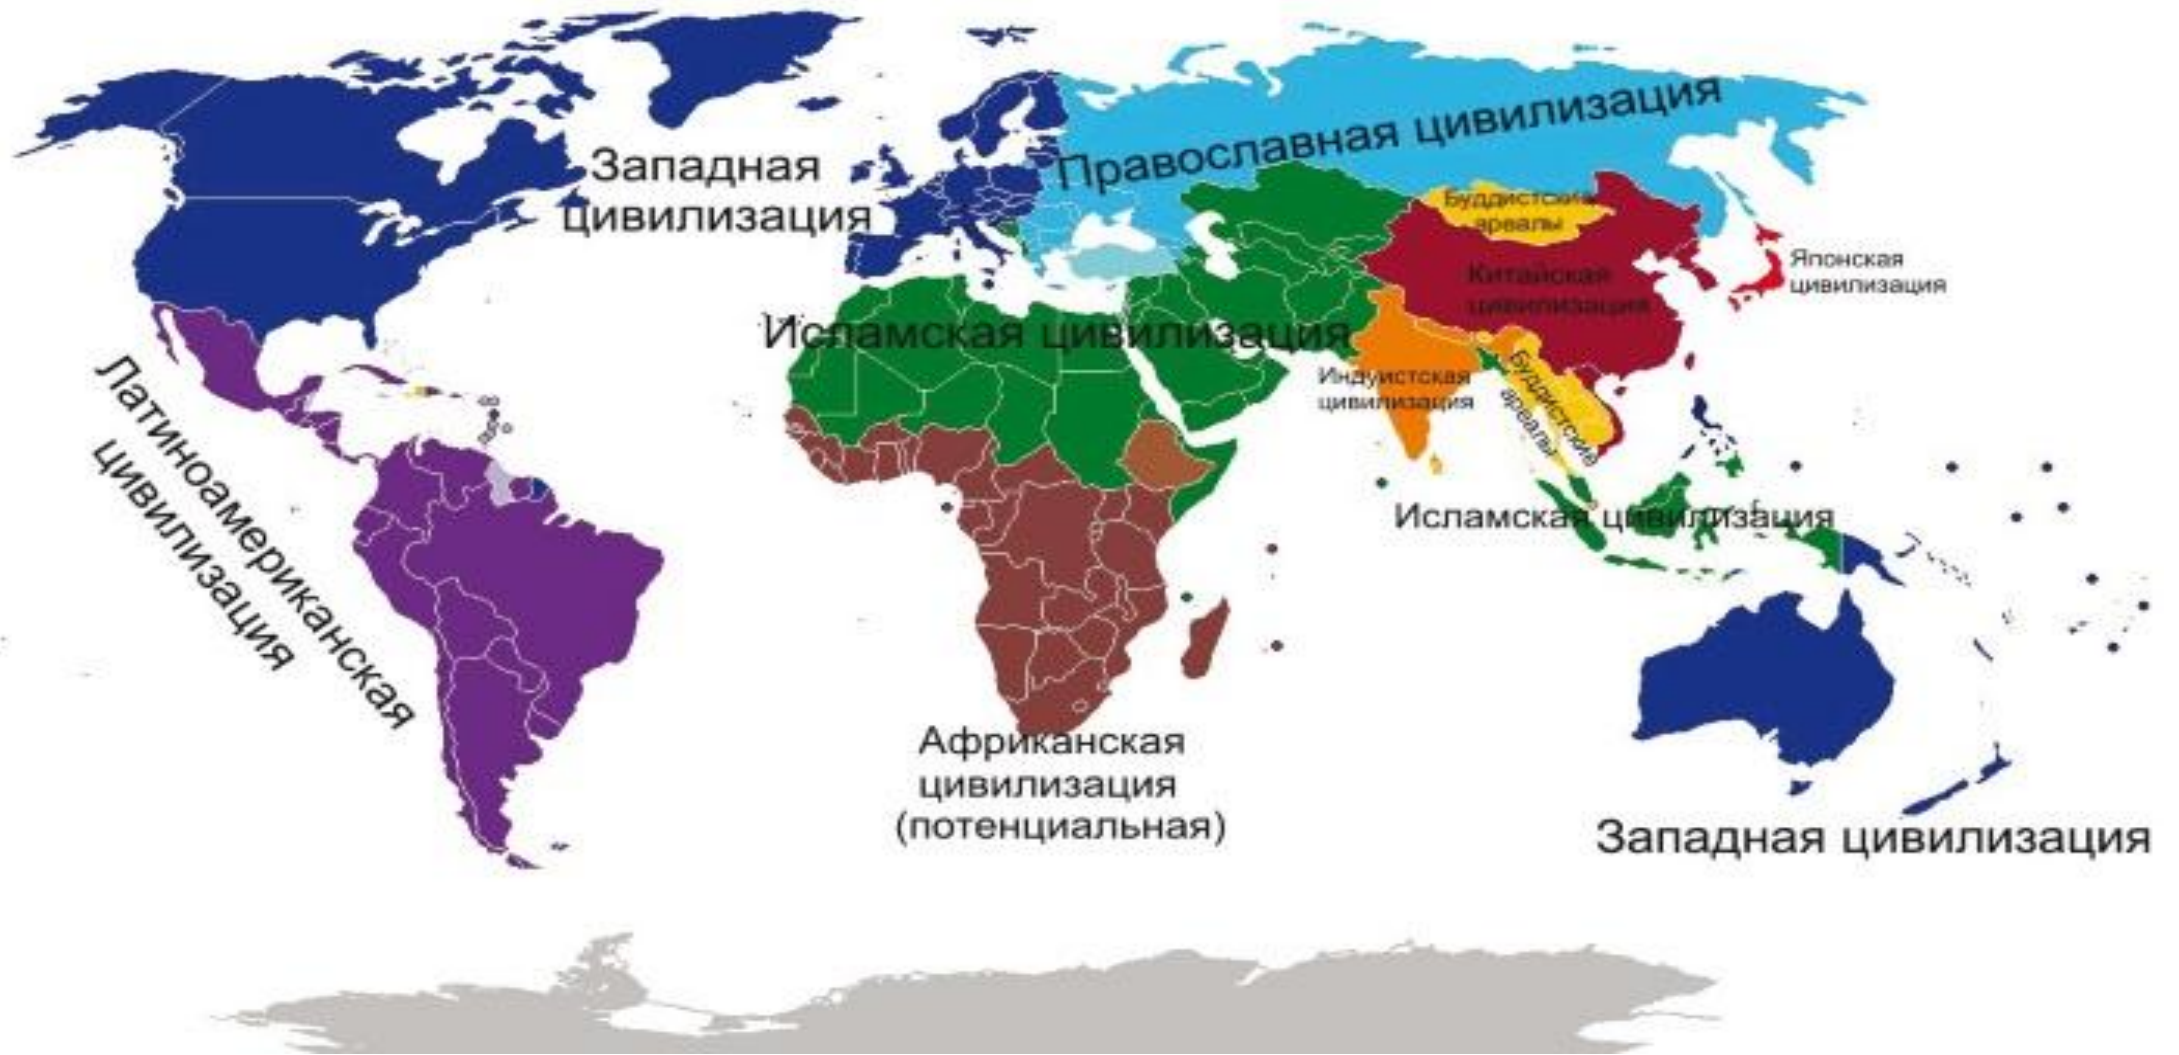 Западная
цивилизация
Православная цивилизация
Буддистские
ареалы
Китайская
цивилизация
Японская
цивилизация
Исламская цивилизация
Индуистская
цивилизация
Буддистские
ареалы
Латиноамериканская
цивилизация
Исламская цивилизация
Африканская
цивилизация
(потенциальная)
Западная цивилизация